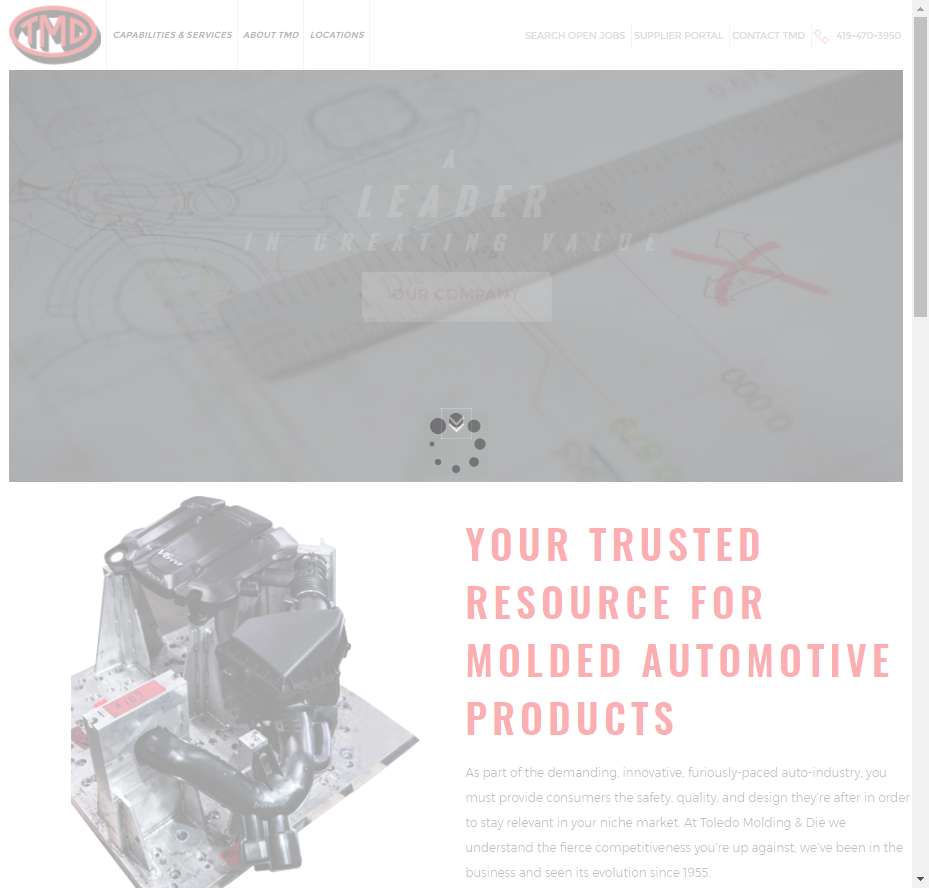 TMD
CAPABILITIES & SERVICES
ABOUT TMD
LOCATIONS
SEARCH OPEN JOBS
SUPPLIER PORTAL
CONTACT TMD
419-470-3950
A
LEADER
IN CREATING VALUE
OUR COMPANY
YOUR TRUSTED
RESOURCE FOR
MOLDED AUTOMOTIVE
PRODUCTS
As part of the demanding, innovative, furiously-paced auto-industry, you
must provide consumers the safety, quality, and design they're after in order
to stay relevant in your niche market. At Toledo Molding & Die we
understand the fierce competitiveness you're up against; we've been in the
business and seen its evolution since 1955.